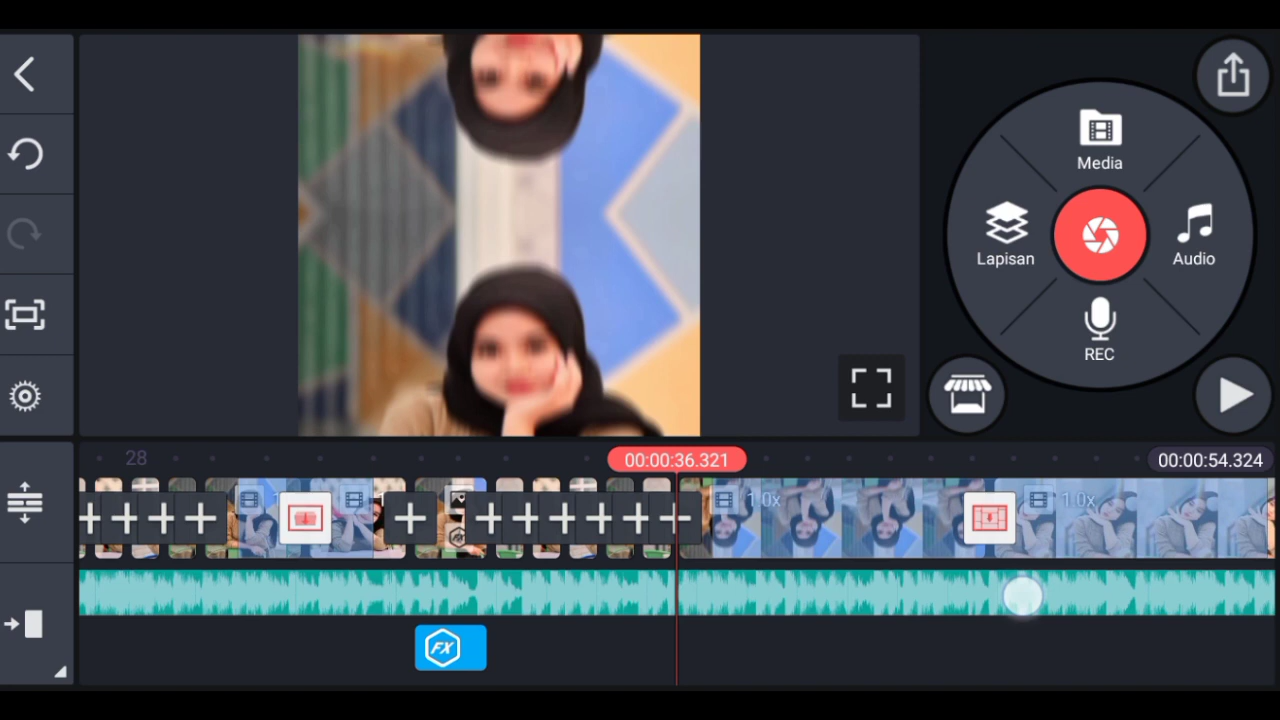 Media
Lapisan
Audio
REC
28
00:00:36.321
00:00:54.324
1.0x
1.0x
FX